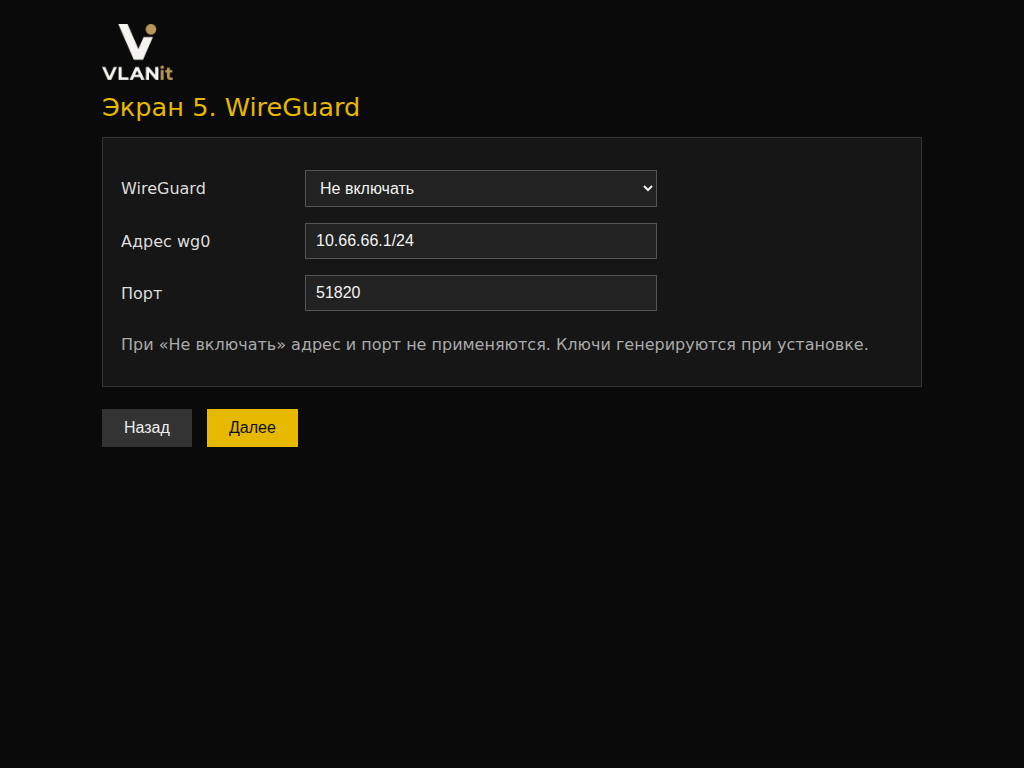 VLANit
Экран 5. WireGuard
WireGuard
Не включать
Адрес wg0
10.66.66.1/24
Порт
51820
При «Не включать» адрес и порт не применяются. Ключи генерируются при установке.
Назад
Далее